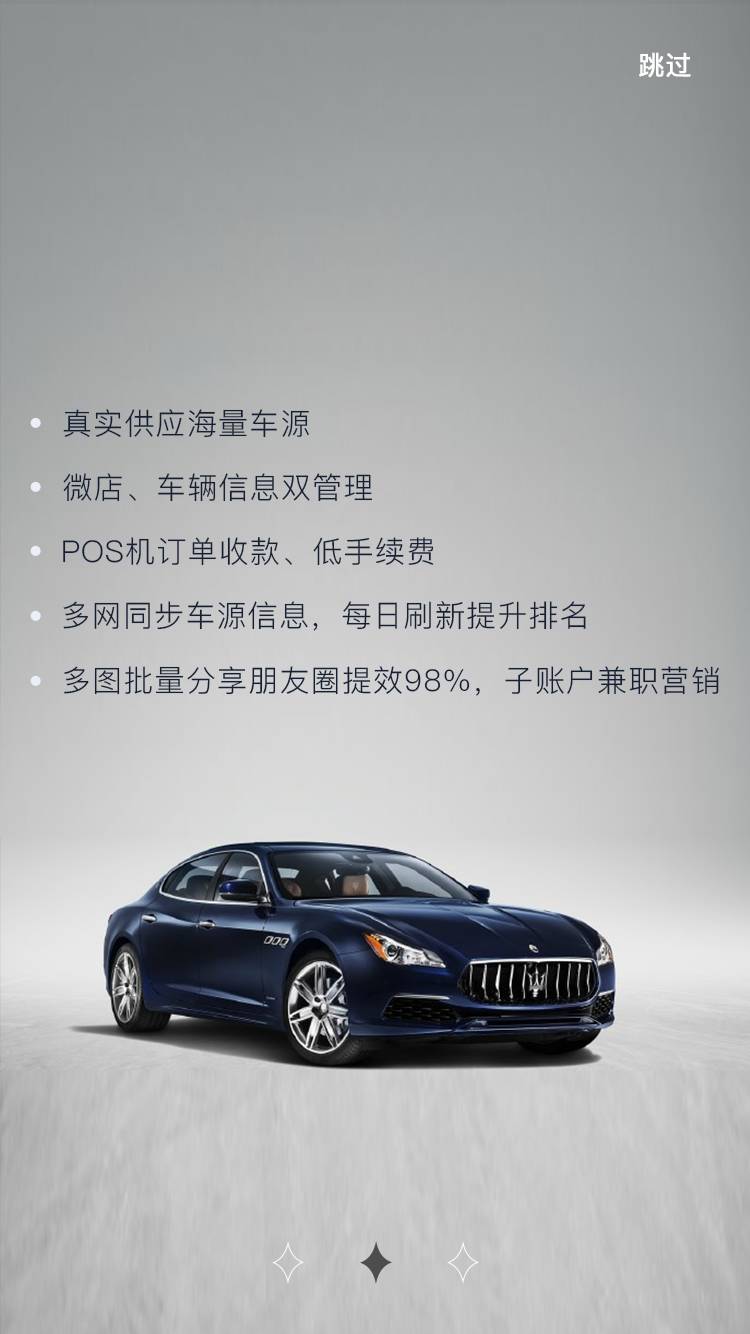 跳过
真实供应海量车源
微店、车辆信息双管理
POS机订单收款、低手续费
多网同步车源信息，每日刷新提升排名
多图批量分享朋友圈提效98%，子账户兼职营销